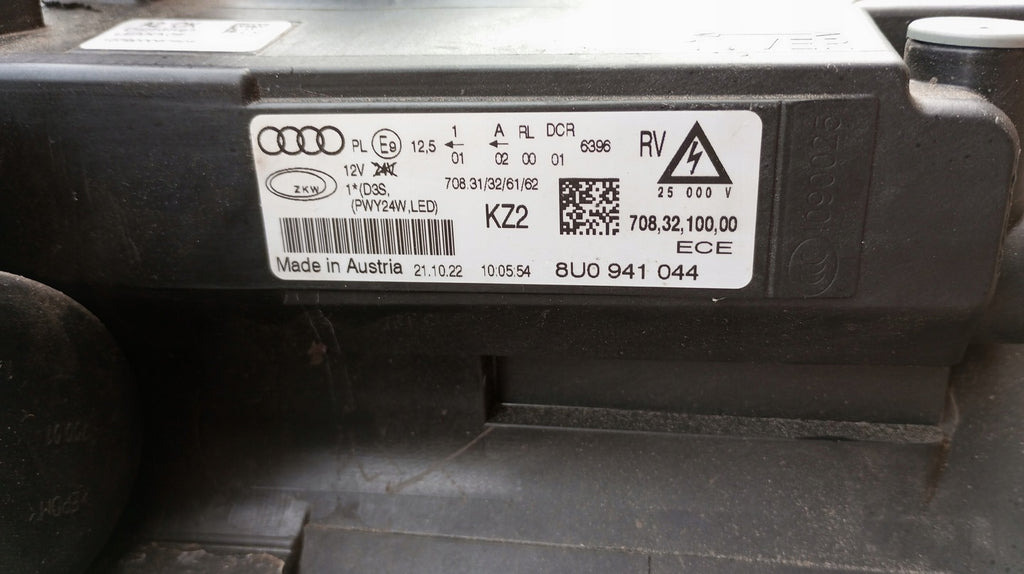 PL E9 12,5 ← 1 01 ← A 02 RL 00 DCR 01 6396 RV
12V 24V
ZKW 1*(D3S, 708.31/32/61/62 25 000 V
(PWY24W,LED) KZ2 708,32,100,00
ECE
Made in Austria 21.10.22 10:05:54 8U0 941 044